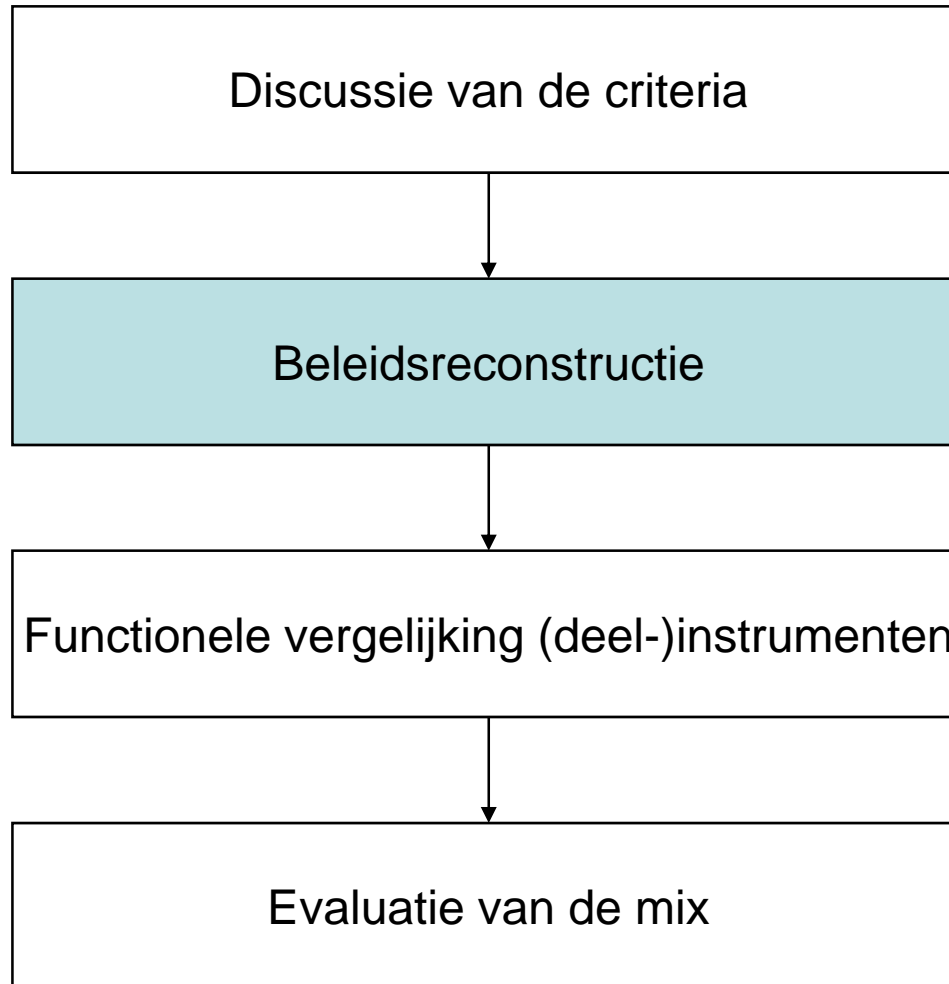 Discussie van de criteria
Beleidsreconstructie
Functionele vergelijking (deel-)instrumenten
Evaluatie van de mix